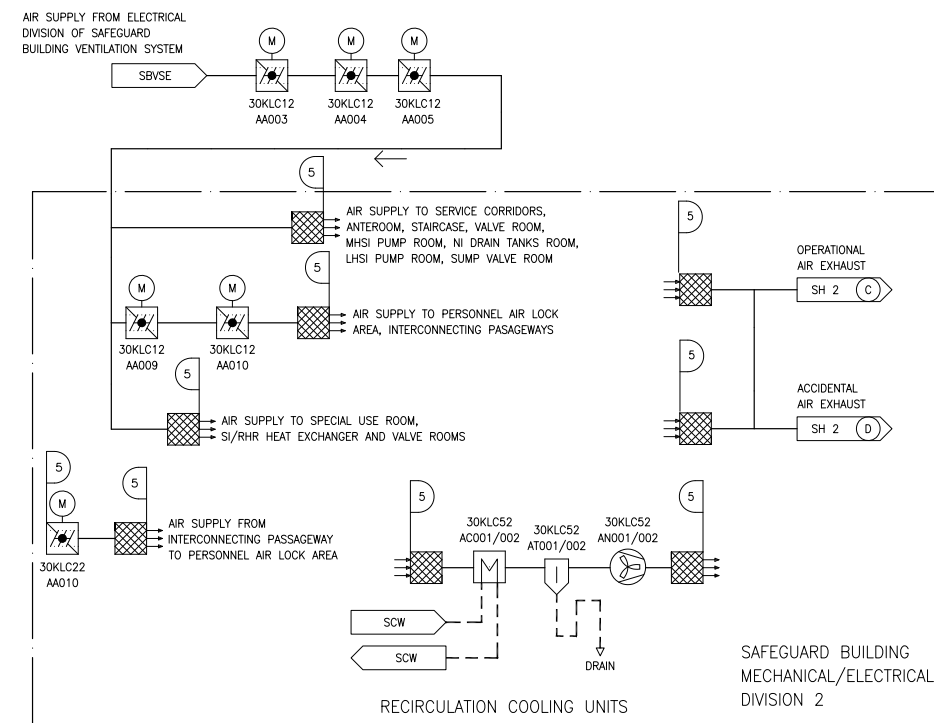 AIR SUPPLY FROM ELECTRICAL
DIVISION OF SAFEGUARD
BUILDING VENTILATION SYSTEM
SBVSE
M
M
M
30KLC12
AA003
30KLC12
AA004
30KLC12
AA005
5
AIR SUPPLY TO SERVICE CORRIDORS,
ANTEROOM, STAIRCASE, VALVE ROOM,
MHSI PUMP ROOM, NI DRAIN TANKS ROOM,
LHSI PUMP ROOM, SUMP VALVE ROOM
5
OPERATIONAL
AIR EXHAUST
SH 2 C
M
M
5
30KLC12
AA009
30KLC12
AA010
AIR SUPPLY TO PERSONNEL AIR LOCK
AREA, INTERCONNECTING PASAGEWAYS
5
AIR SUPPLY TO SPECIAL USE ROOM,
SI/RHR HEAT EXCHANGER AND VALVE ROOMS
5
ACCIDENTAL
AIR EXHAUST
SH 2 D
5
M
30KLC22
AA010
5
AIR SUPPLY FROM
INTERCONNECTING PASSAGEWAY
TO PERSONNEL AIR LOCK AREA
5
30KLC52
AC001/002
30KLC52
AT001/002
30KLC52
AN001/002
5
M
SCW
SCW
DRAIN
RECIRCULATION COOLING UNITS
SAFEGUARD BUILDING
MECHANICAL/ELECTRICAL
DIVISION 2